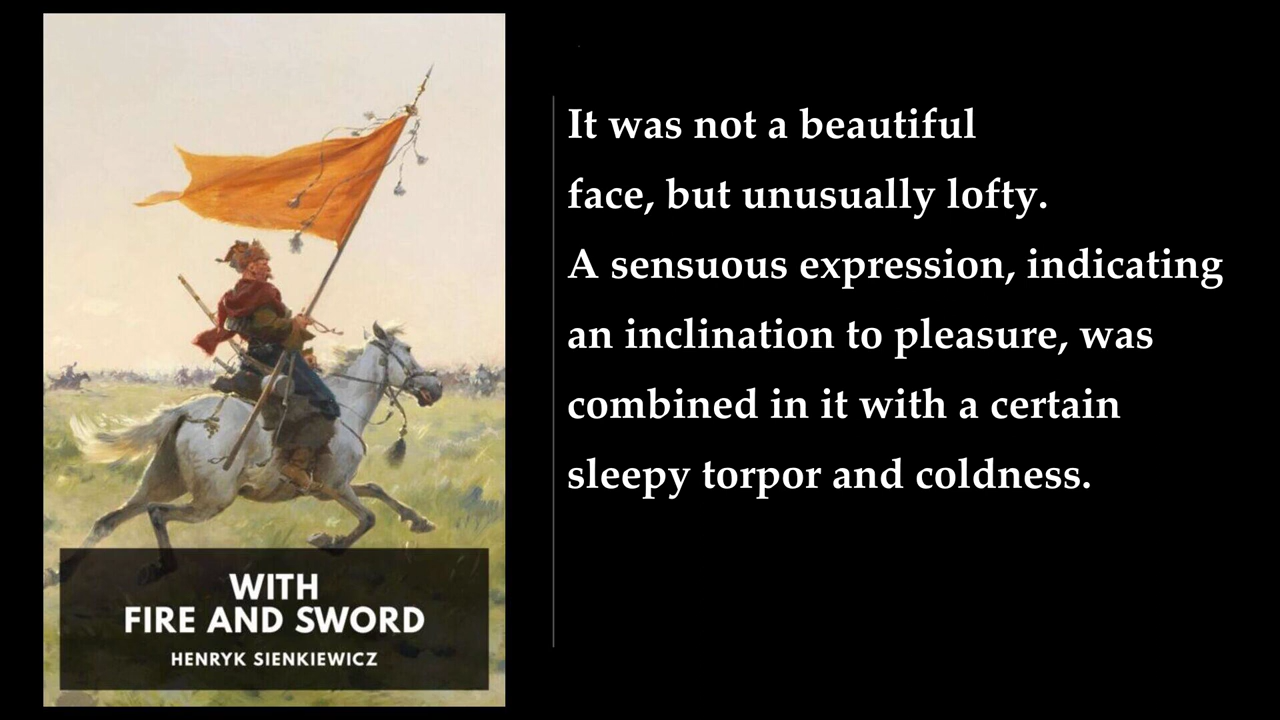 It was not a beautiful
face, but unusually lofty.
A sensuous expression, indicating
an inclination to pleasure, was
combined in it with a certain
sleepy torpor and coldness.
WITH
FIRE AND SWORD
HENRYK SIENKIEWICZ